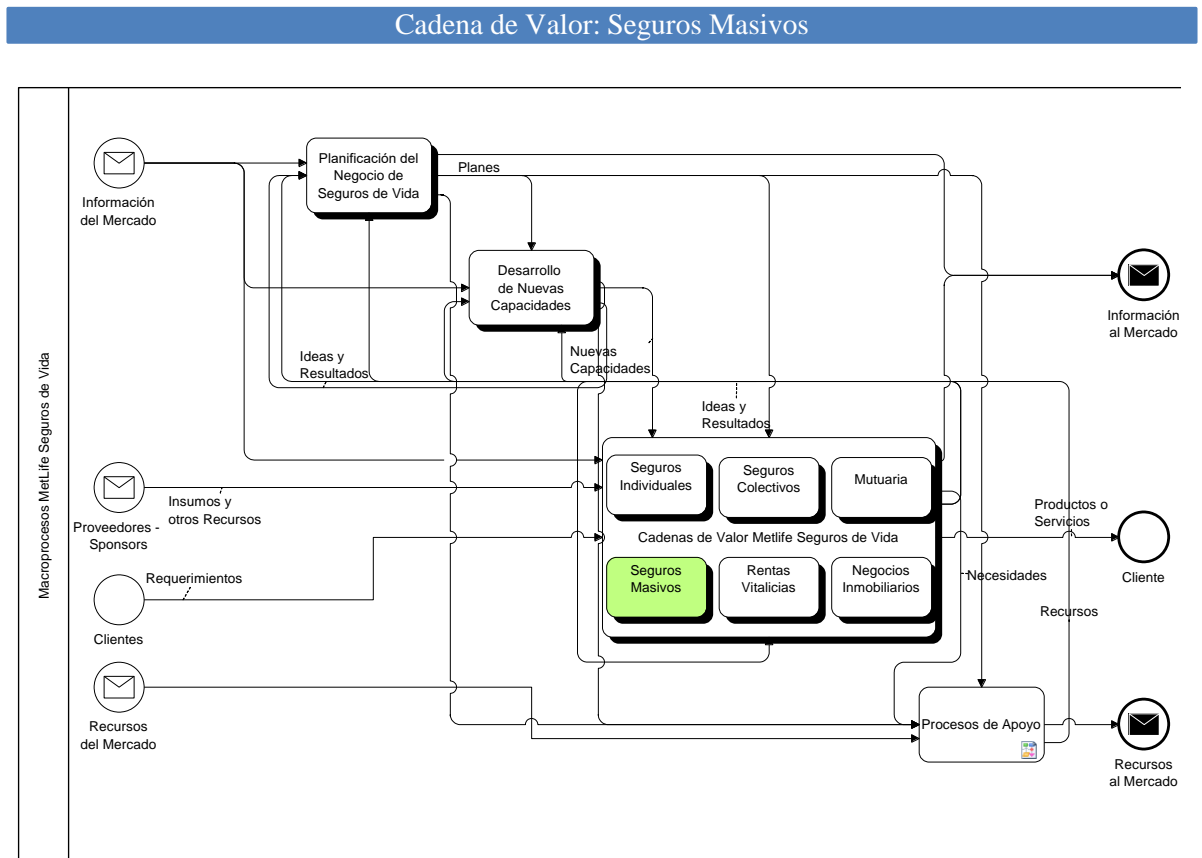 Cadena de Valor: Seguros Masivos
Macroprocesos MetLife Seguros de Vida
Información
del Mercado
Planificación del
Negocio de
Seguros de Vida
Planes
Desarrollo
de Nuevas
Capacidades
Información
al Mercado
Ideas y
Resultados
Nuevas
Capacidades
Ideas y
Resultados
Proveedores -
Sponsors
Insumos y
otros Recursos
Seguros
Individuales
Seguros
Colectivos
Mutuaria
Cadenas de Valor Metlife Seguros de Vida
Seguros
Masivos
Rentas
Vitalicias
Negocios
Inmobiliarios
Productos o
Servicios
Cliente
Requerimientos
Clientes
Necesidades
Recursos
Recursos
del Mercado
Procesos de Apoyo
Recursos
al Mercado